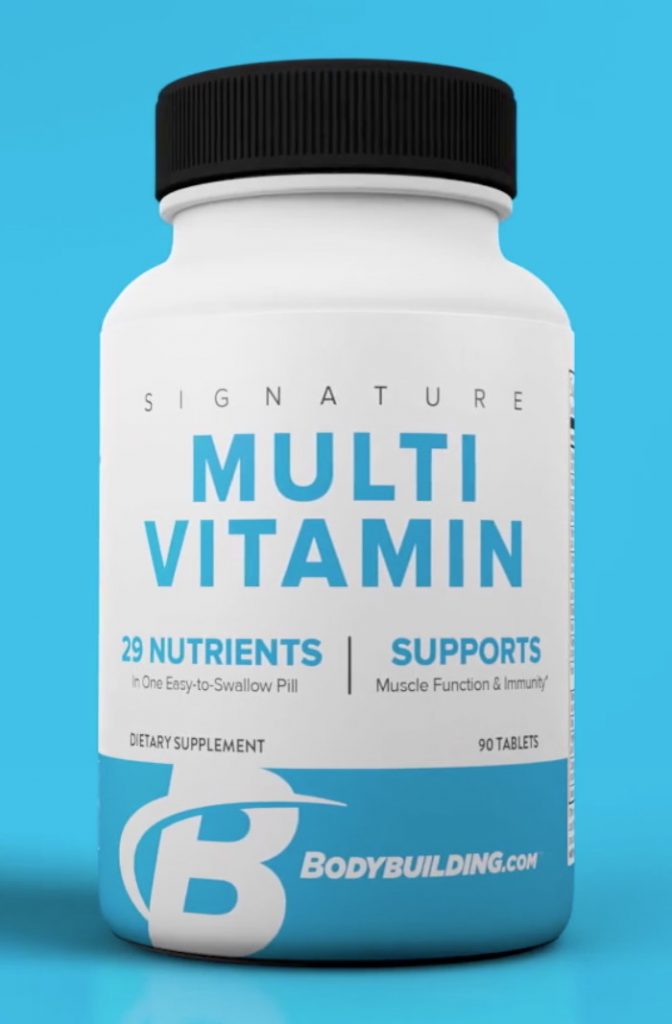 SIGNATURE
MULTI
VITAMIN
29 NUTRIENTS
In One Easy-to-Swallow Pill
SUPPORTS
Muscle Function & Immunity*
DIETARY SUPPLEMENT
90 TABLETS
B
BODYBUILDING.COM